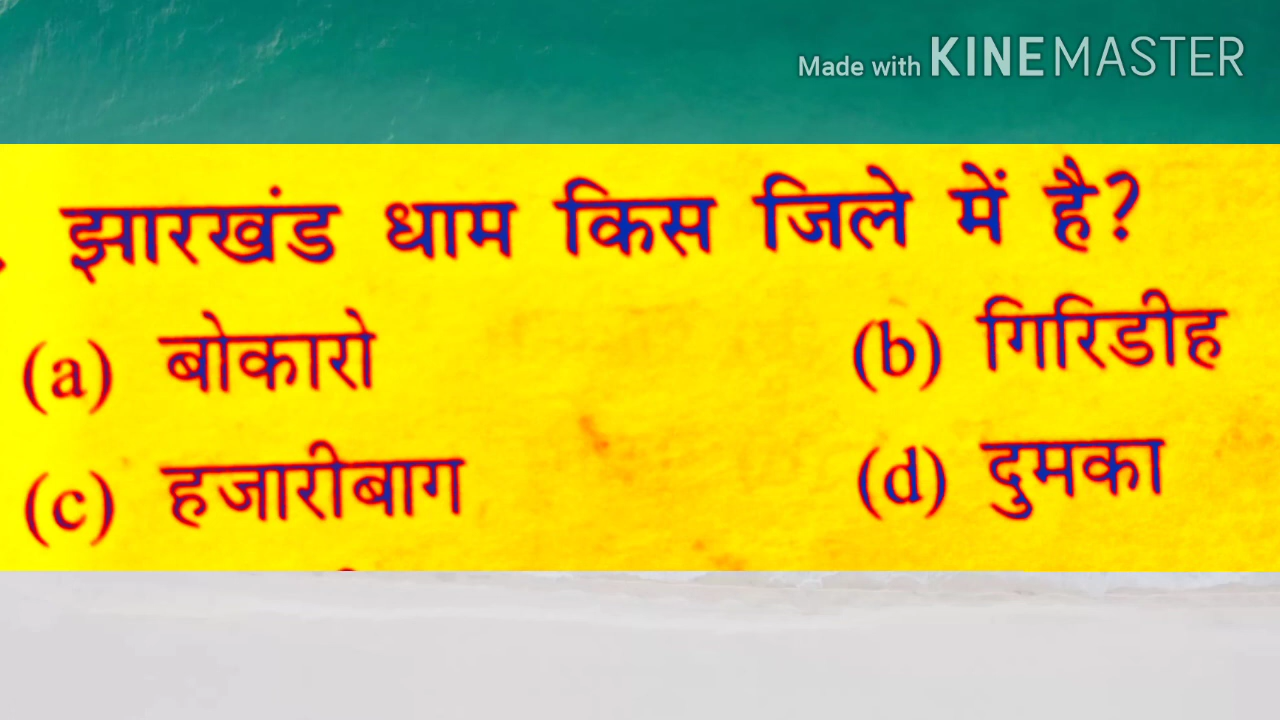 Made with KINEMASTER
झारखंड धाम किस जिले में है?
(a) बोकारो (b) गिरिडीह
(c) हजारीबाग (d) दुमका